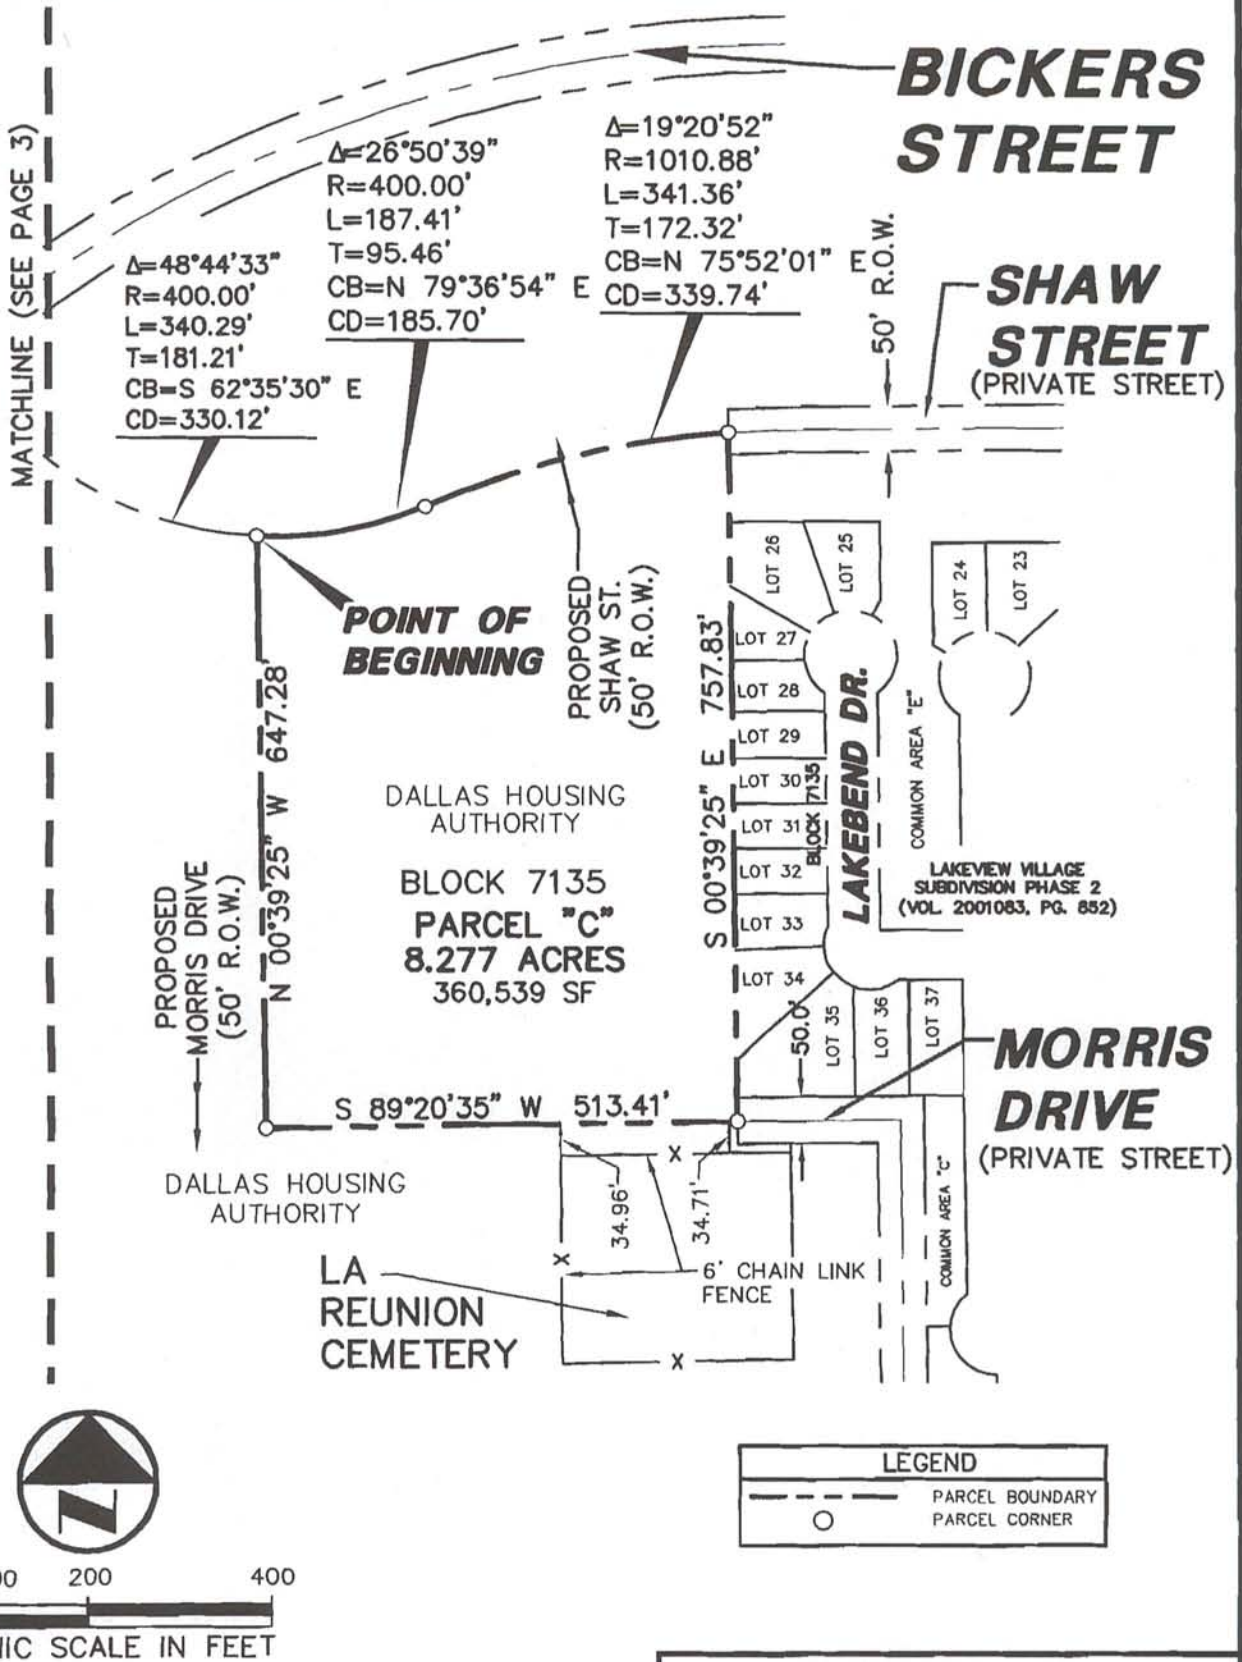 BICKERS
STREET
MATCHLINE (SEE PAGE 3)
Δ=48°44'33"
R=400.00'
L=340.29'
T=181.21'
CB=S 62°35'30" E
CD=330.12'
Δ=26°50'39"
R=400.00'
L=187.41'
T=95.46'
CB=N 79°36'54" E
CD=185.70'
Δ=19°20'52"
R=1010.88'
L=341.36'
T=172.32'
CB=N 75°52'01" E
CD=339.74'
50' R.O.W.
SHAW
STREET
(PRIVATE STREET)
POINT OF
BEGINNING
PROPOSED
SHAW ST.
(50' R.O.W.)
LOT 26
LOT 25
LOT 24
LOT 23
LOT 27
LOT 28
LOT 29
LOT 30
LOT 31
LOT 32
LOT 33
LOT 34
LOT 35
LOT 36
LOT 37
BLOCK 7135
LAKEBEND DR.
COMMON AREA "E"
LAKEVIEW VILLAGE
SUBDIVISION PHASE 2
(VOL. 2001083, PG. 852)
N 00°39'25" W 647.28'
S 00°39'25" E 757.83'
DALLAS HOUSING
AUTHORITY
BLOCK 7135
PARCEL "C"
8.277 ACRES
360,539 SF
PROPOSED
MORRIS DRIVE
(50' R.O.W.)
50.0'
MORRIS
DRIVE
(PRIVATE STREET)
S 89°20'35" W 513.41'
DALLAS HOUSING
AUTHORITY
X
34.96'
34.71'
X
6' CHAIN LINK
FENCE
COMMON AREA "C"
LA
REUNION
CEMETERY
X
N
LEGEND
PARCEL BOUNDARY
PARCEL CORNER
00 200 400
HIC SCALE IN FEET